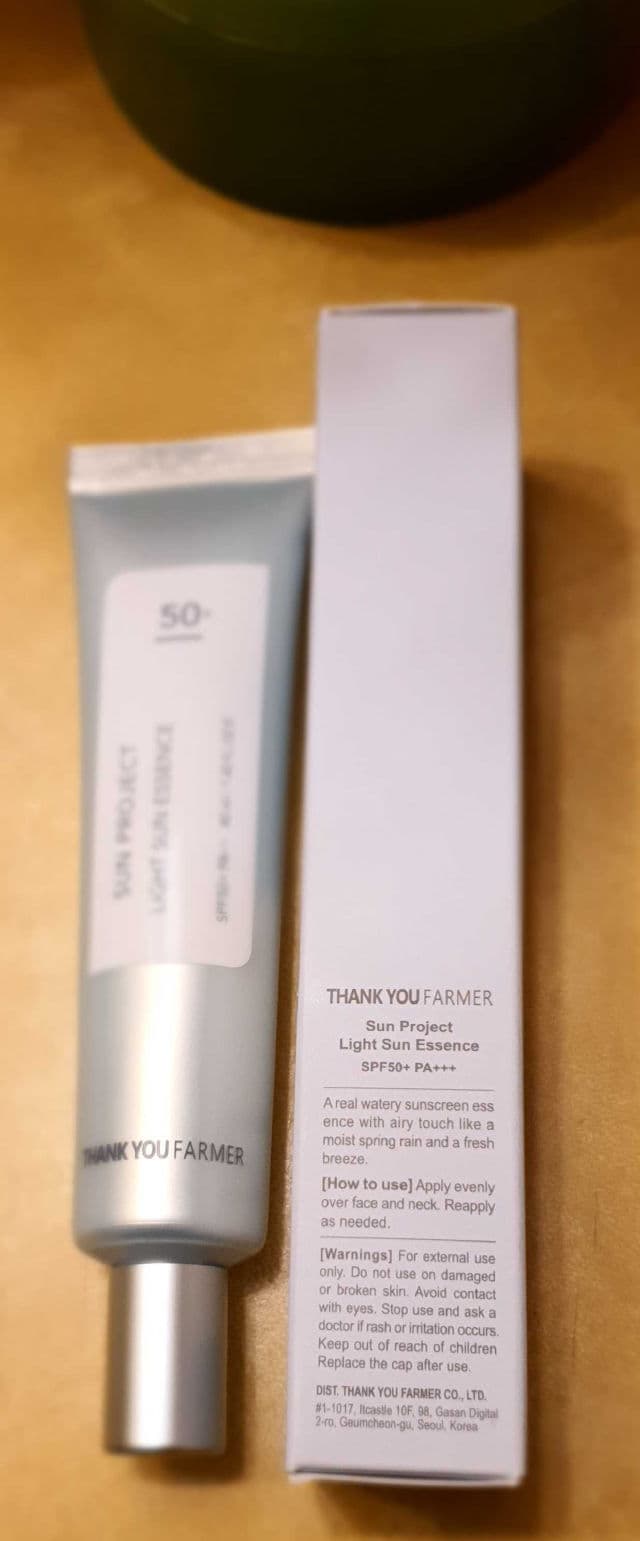 50+
SUN PROJECT
LIGHT SUN ESSENCE
SPF50+
THANK YOU FARMER
THANK YOU FARMER
Sun Project
Light Sun Essence
SPF50+ PA+++
A real watery sunscreen ess
ence with airy touch like a
moist spring rain and a fresh
breeze.
[How to use] Apply evenly
over face and neck. Reapply
as needed.
[Warnings] For external use
only. Do not use on damaged
or broken skin. Avoid contact
with eyes. Stop use and ask a
doctor if rash or irritation occurs.
Keep out of reach of children
Replace the cap after use.
DIST. THANK YOU FARMER CO., LTD.
#1-1017, Itcastle 10F, 98, Gasan Digital
2-ro, Geumcheon-gu, Seoul, Korea